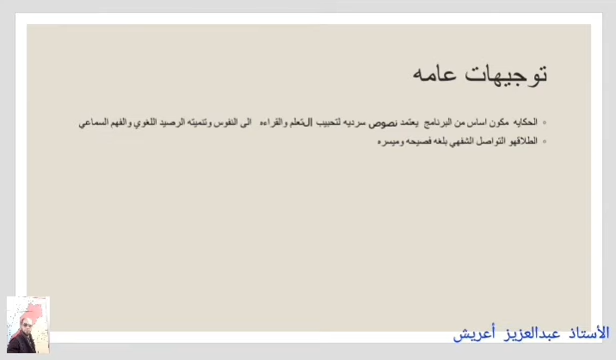 توجيهات عامه
الحكايه مكون اساس من البرنامج يعتمد نصوص سرديه لتحبيب التعلم والقراءه الى النفوس وتنميته الرصيد اللغوي والفهم السماعي
الطلاقهو التواصل الشفهي بلغه فصيحه وميسره
الأستاذ عبدالعزيز أعريش